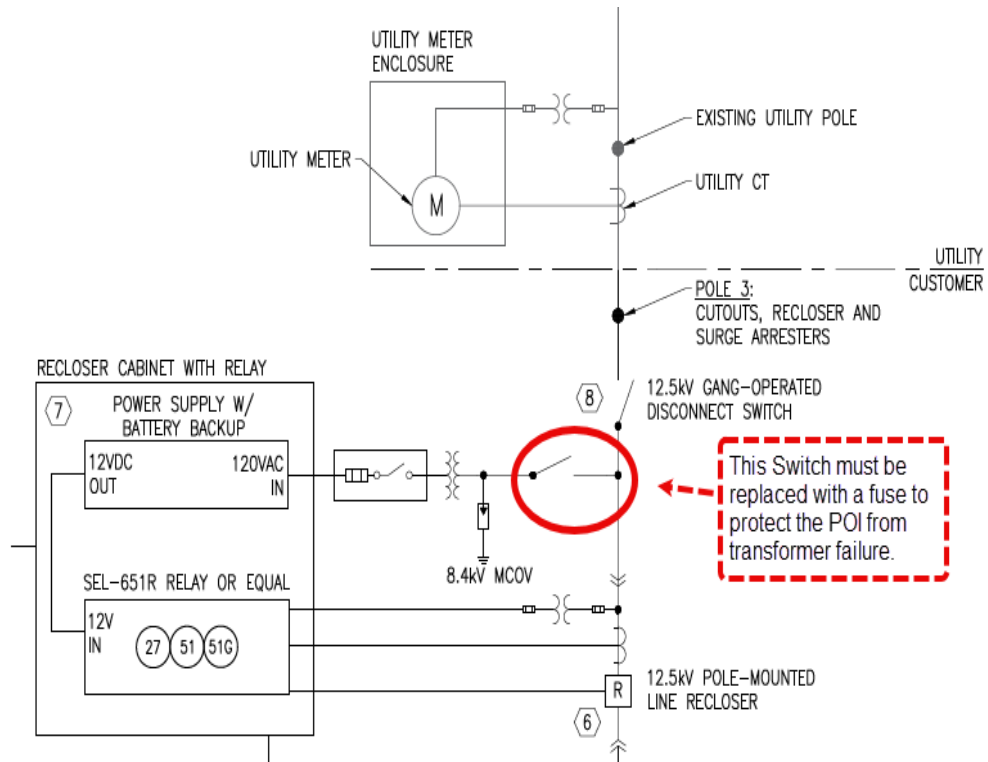 UTILITY METER
ENCLOSURE
EXISTING UTILITY POLE
UTILITY METER
UTILITY CT
M
UTILITY
CUSTOMER
POLE 3:
CUTOUTS, RECLOSER AND
SURGE ARRESTERS
RECLOSER CABINET WITH RELAY
7
POWER SUPPLY W/
BATTERY BACKUP
8
12.5kV GANG-OPERATED
DISCONNECT SWITCH
12VDC
OUT
120VAC
IN
This Switch must be
replaced with a fuse to
protect the POI from
transformer failure.
8.4kV MCOV
SEL-651R RELAY OR EQUAL
12V
IN
27 51 51G
12.5kV POLE-MOUNTED
LINE RECLOSER
R
6